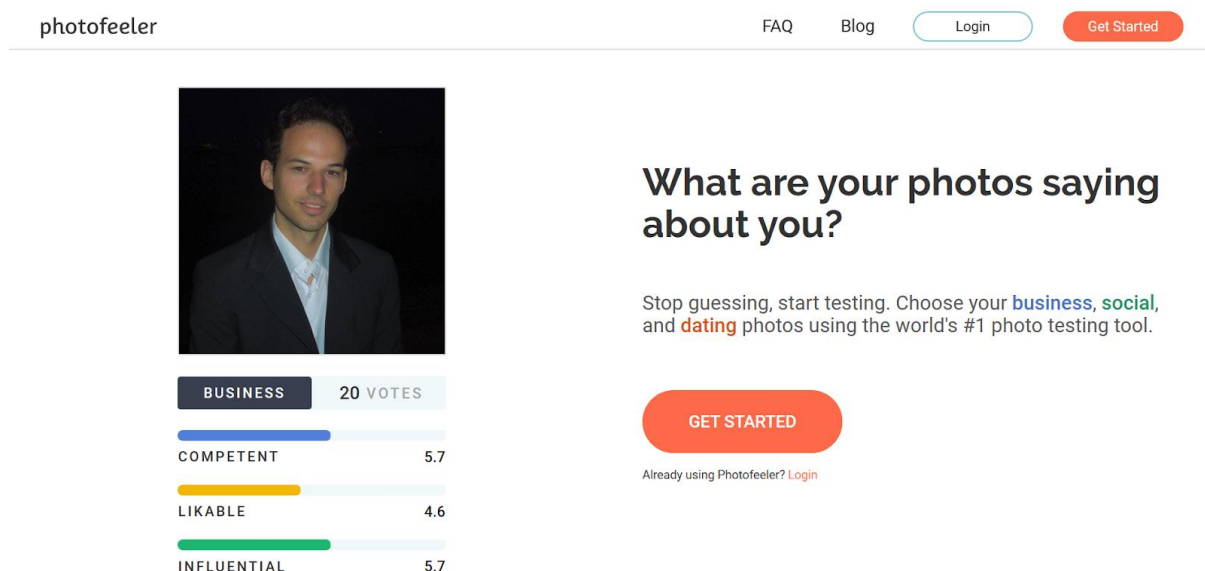 photofeeler
FAQ
Blog
Login
Get Started
What are your photos saying
about you?
Stop guessing, start testing. Choose your business, social,
and dating photos using the world's #1 photo testing tool.
GET STARTED
Already using Photofeeler? Login
BUSINESS
20 VOTES
COMPETENT 5.7
LIKABLE 4.6
INFLUENTIAL 5.7